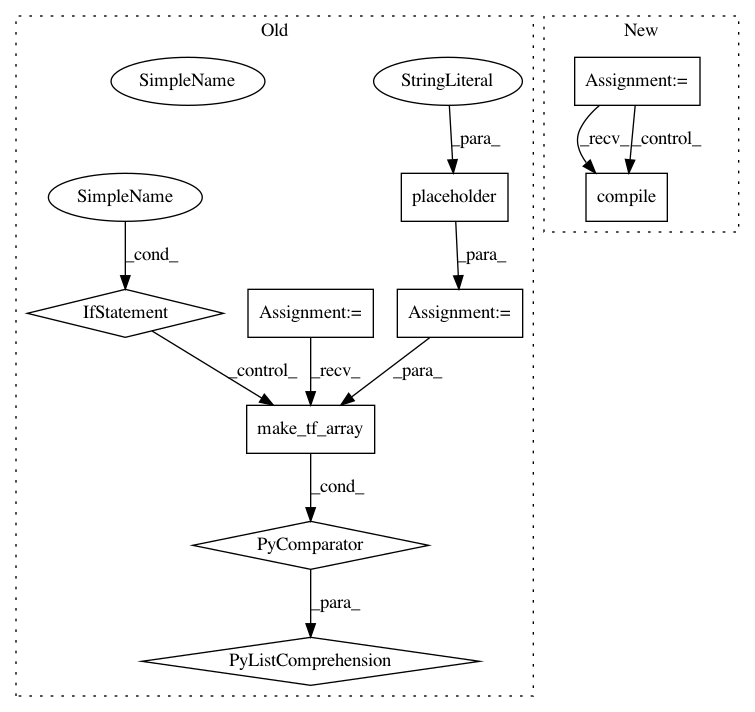 Old
New
SimpleName
StringLiteral
Assignment:=
_para_
_recv_
_control_
SimpleName
placeholder
compile
_cond_
_para_
IfStatement
Assignment:=
Assignment:=
_control_
_recv_
_para_
make_tf_array
_cond_
PyComparator
_para_
PyListComprehension